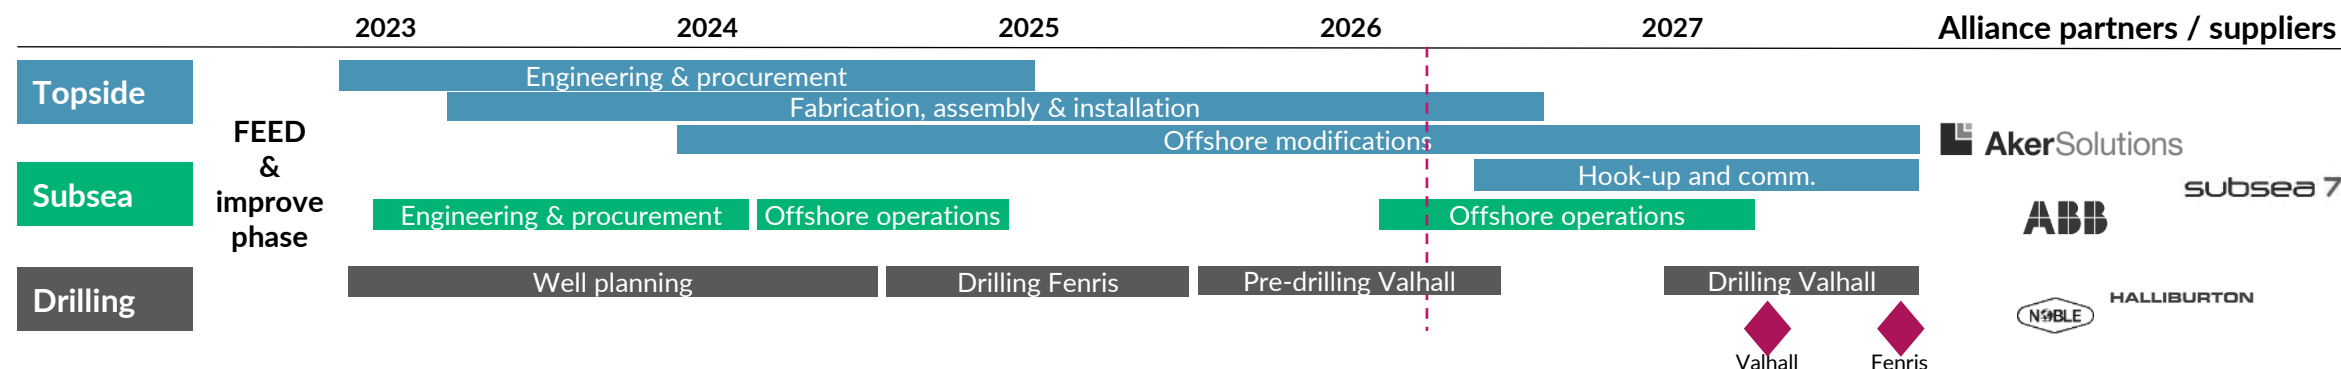 2023 2024 2025 2026 2027 Alliance partners / suppliers
Topside
Engineering & procurement
Fabrication, assembly & installation
Offshore modifications
Hook-up and comm.
FEED
&
improve
phase
Subsea
Engineering & procurement
Offshore operations
Offshore operations
Drilling
Well planning
Drilling Fenris
Pre-drilling Valhall
Drilling Valhall
Valhall
Fenris
AkerSolutions
subsea 7
ABB
HALLIBURTON
NOBLE